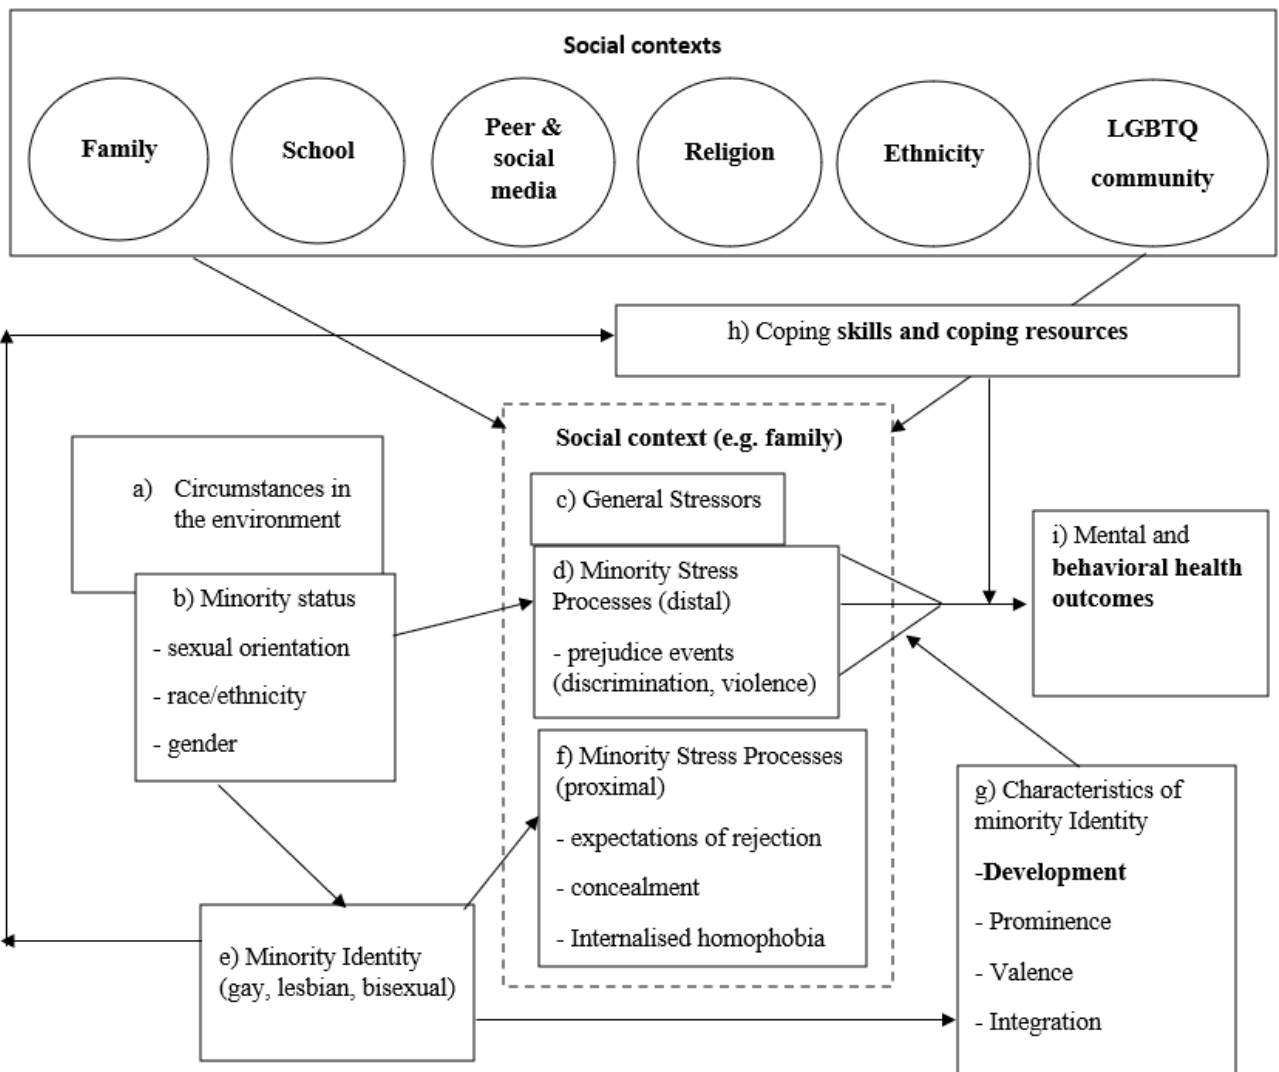 Social contexts
Family
School
Peer &
social
media
Religion
Ethnicity
LGBTQ
community
h) Coping skills and coping resources
Social context (e.g. family)
a) Circumstances in
the environment
b) Minority status
- sexual orientation
- race/ethnicity
- gender
c) General Stressors
d) Minority Stress
Processes (distal)
- prejudice events
(discrimination, violence)
i) Mental and
behavioral health
outcomes
f) Minority Stress Processes
(proximal)
- expectations of rejection
- concealment
- Internalised homophobia
e) Minority Identity
(gay, lesbian, bisexual)
g) Characteristics of
minority Identity
-Development
- Prominence
- Valence
- Integration